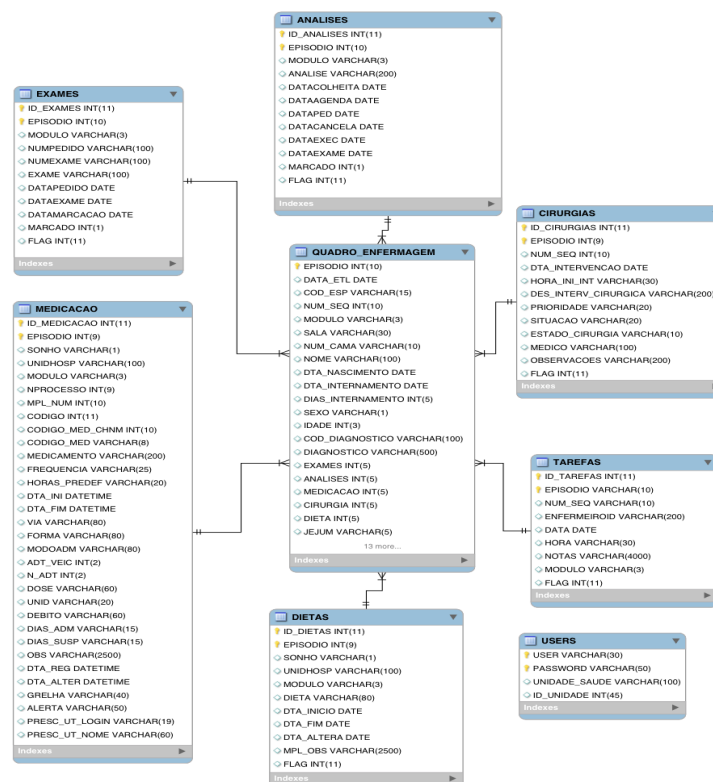 ANALISES
ID_ANALISES INT(11)
EPISODIO INT(10)
MODULO VARCHAR(3)
ANALISE VARCHAR(200)
DATACOLHEITA DATE
DATAAGENDA DATE
DATAPED DATE
DATACANCELA DATE
DATAEXEC DATE
DATAEXAME DATE
MARCADO INT(1)
FLAG INT(11)
Indexes
EXAMES
ID_EXAMES INT(11)
EPISODIO INT(10)
MODULO VARCHAR(3)
NUMPEDIDO VARCHAR(100)
NUMEXAME VARCHAR(100)
EXAME VARCHAR(100)
DATAPEDIDO DATE
DATAEXAME DATE
DATAMARCACAO DATE
MARCADO INT(1)
FLAG INT(11)
Indexes
CIRURGIAS
ID_CIRURGIAS INT(11)
EPISODIO INT(9)
NUM_SEQ INT(10)
DTA_INTERVENCAO DATE
HORA_INI_INT VARCHAR(30)
DES_INTERV_CIRURGICA VARCHAR(200)
PRIORIDADE VARCHAR(20)
SITUACAO VARCHAR(20)
ESTADO_CIRURGIA VARCHAR(10)
MEDICO VARCHAR(100)
OBSERVACOES VARCHAR(200)
FLAG INT(11)
Indexes
QUADRO_ENFERMAGEM
EPISODIO INT(10)
DATA_ETL DATE
COD_ESP VARCHAR(15)
NUM_SEQ INT(10)
MODULO VARCHAR(3)
SALA VARCHAR(30)
NUM_CAMA VARCHAR(10)
NOME VARCHAR(100)
DTA_NASCIMENTO DATE
DTA_INTERNAMENTO DATE
DIAS_INTERNAMENTO INT(5)
SEXO VARCHAR(1)
IDADE INT(3)
COD_DIAGNOSTICO VARCHAR(100)
DIAGNOSTICO VARCHAR(500)
EXAMES INT(5)
ANALISES INT(5)
MEDICACAO INT(5)
CIRURGIA INT(5)
DIETA INT(5)
JEJUM VARCHAR(5)
13 more...
Indexes
MEDICACAO
ID_MEDICACAO INT(11)
EPISODIO INT(9)
SONHO VARCHAR(1)
UNIDHOSP VARCHAR(100)
MODULO VARCHAR(3)
NPROCESSO INT(9)
MPL_NUM INT(10)
CODIGO INT(11)
CODIGO_MED_CHNM INT(10)
CODIGO_MED VARCHAR(8)
MEDICAMENTO VARCHAR(200)
FREQUENCIA VARCHAR(25)
HORAS_PREDEF VARCHAR(20)
DTA_INI DATETIME
DTA_FIM DATETIME
VIA VARCHAR(80)
FORMA VARCHAR(80)
MODOADM VARCHAR(80)
ADT_VEIC INT(2)
N_ADT INT(2)
DOSE VARCHAR(60)
UNID VARCHAR(20)
DEBITO VARCHAR(60)
DIAS_ADM VARCHAR(15)
DIAS_SUSP VARCHAR(15)
OBS VARCHAR(2500)
DTA_REG DATETIME
DTA_ALTER DATETIME
GRELHA VARCHAR(40)
ALERTA VARCHAR(50)
PRESC_UT_LOGIN VARCHAR(19)
PRESC_UT_NOME VARCHAR(60)
Indexes
TAREFAS
ID_TAREFAS INT(11)
EPISODIO VARCHAR(10)
NUM_SEQ VARCHAR(10)
ENFERMEIROID VARCHAR(200)
DATA DATE
HORA VARCHAR(30)
NOTAS VARCHAR(4000)
MODULO VARCHAR(3)
FLAG INT(11)
Indexes
DIETAS
ID_DIETAS INT(11)
EPISODIO INT(9)
SONHO VARCHAR(1)
UNIDHOSP VARCHAR(100)
MODULO VARCHAR(3)
DIETA VARCHAR(80)
DTA_INICIO DATE
DTA_FIM DATE
DTA_ALTERA DATE
MPL_OBS VARCHAR(2500)
FLAG INT(11)
Indexes
USERS
USER VARCHAR(30)
PASSWORD VARCHAR(50)
UNIDADE_SAUDE VARCHAR(100)
ID_UNIDADE INT(45)
Indexes